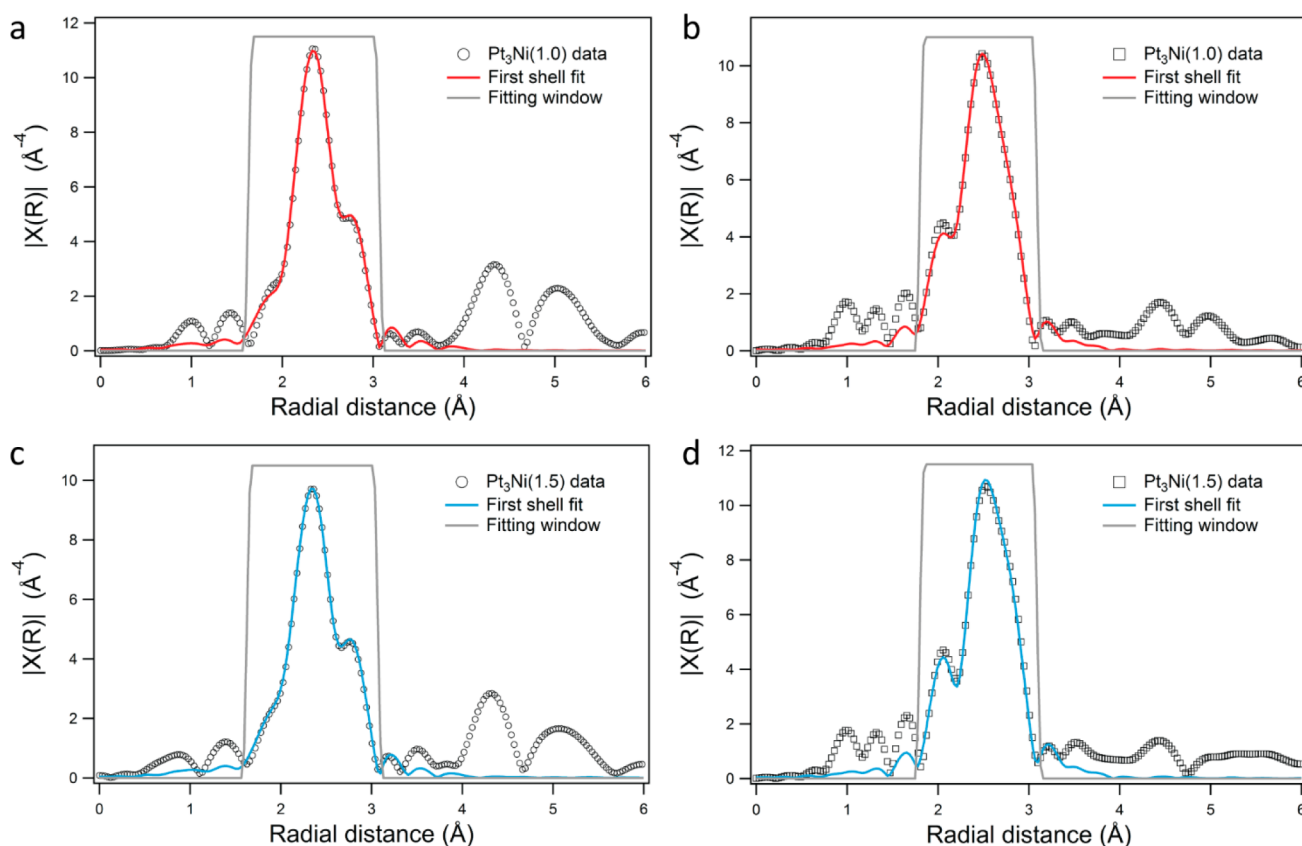 a
12
10
8
6
4
2
0
|X(R)| (Å⁻⁴)
Pt₃Ni(1.0) data
First shell fit
Fitting window
0 1 2 3 4 5 6
Radial distance (Å)
b
10
8
6
4
2
0
|X(R)| (Å⁻⁴)
Pt₃Ni(1.0) data
First shell fit
Fitting window
0 1 2 3 4 5 6
Radial distance (Å)
c
10
8
6
4
2
0
|X(R)| (Å⁻⁴)
Pt₃Ni(1.5) data
First shell fit
Fitting window
0 1 2 3 4 5 6
Radial distance (Å)
d
12
10
8
6
4
2
0
|X(R)| (Å⁻⁴)
Pt₃Ni(1.5) data
First shell fit
Fitting window
0 1 2 3 4 5 6
Radial distance (Å)